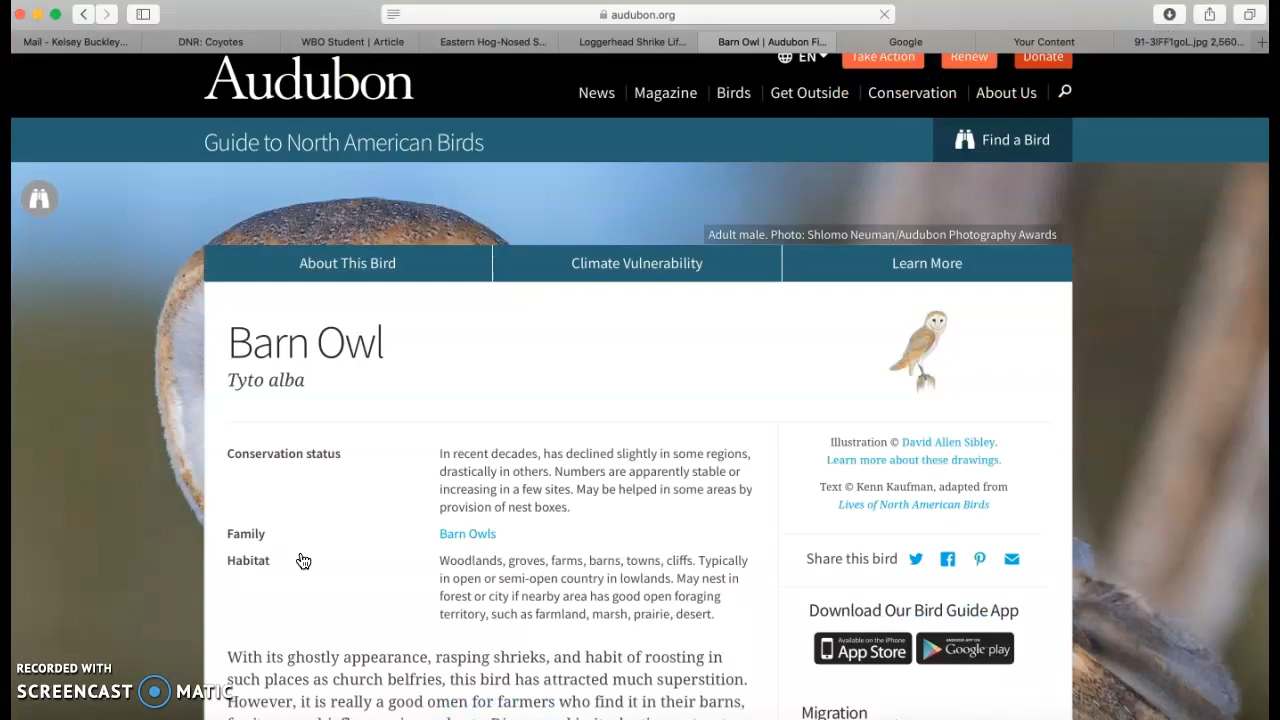 audubon.org
Mail - Kelsey Buckley... DNR: Coyotes WBO Student | Article Eastern Hog-Nosed S... Loggerhead Shrike Lif... Barn Owl | Audubon Fi... Google Your Content 91-3IFF1goL.jpg 2,560...
EN Take Action Renew Donate
Audubon
News Magazine Birds Get Outside Conservation About Us
Guide to North American Birds
Find a Bird
Adult male. Photo: Shlomo Neuman/Audubon Photography Awards
About This Bird Climate Vulnerability Learn More
Barn Owl
Tyto alba
Conservation status
In recent decades, has declined slightly in some regions,
drastically in others. Numbers are apparently stable or
increasing in a few sites. May be helped in some areas by
provision of nest boxes.
Family
Barn Owls
Habitat
Woodlands, groves, farms, barns, towns, cliffs. Typically
in open or semi-open country in lowlands. May nest in
forest or city if nearby area has good open foraging
territory, such as farmland, marsh, prairie, desert.
With its ghostly appearance, rasping shrieks, and habit of roosting in
such places as church belfries, this bird has attracted much superstition.
However, it is really a good omen for farmers who find it in their barns,
Illustration © David Allen Sibley.
Learn more about these drawings.
Text © Kenn Kaufman, adapted from
Lives of North American Birds
Share this bird
Download Our Bird Guide App
Available on the iPhone
App Store
ANDROID APP ON
Google play
Migration
RECORDED WITH
SCREENCAST MATIC